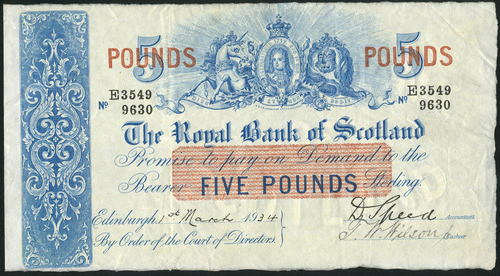 5 POUNDS POUNDS 5
E3549 E3549
No 9630 No 9630
The Royal Bank of Scotland
Promise to pay on Demand to the
Bearer FIVE POUNDS Sterling.
Edinburgh, 1st March 1934 D Speed Accountant
By Order of the Court of Directors. J. W. Wilson Cashier